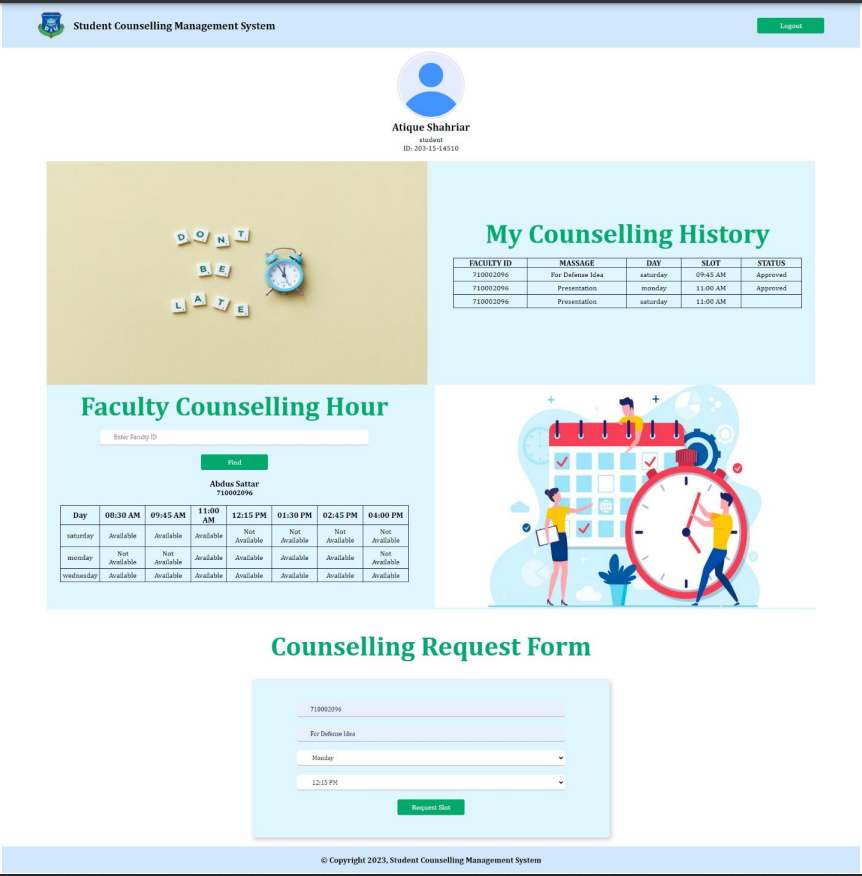 DIU
Student Counselling Management System
Logout
Atique Shahriar
student
ID: 203-15-14510
DONT
BE
LATE
My Counselling History
FACULTY ID MASSAGE DAY SLOT STATUS
710002096 For Defense Idea saturday 09:45 AM Approved
710002096 Presentation monday 11:00 AM Approved
710002096 Presentation saturday 11:00 AM
Faculty Counselling Hour
Enter Faculty ID
Find
Abdus Sattar
710002096
Day 08:30 AM 09:45 AM 11:00 AM 12:15 PM 01:30 PM 02:45 PM 04:00 PM
saturday Available Available Available Not Available Not Available Not Available Not Available
monday Not Available Not Available Available Available Available Available Not Available
wednesday Available Available Available Available Available Available Available
Counselling Request Form
710002096
For Defense Idea
Monday
12:15 PM
Request Slot
© Copyright 2023, Student Counselling Management System